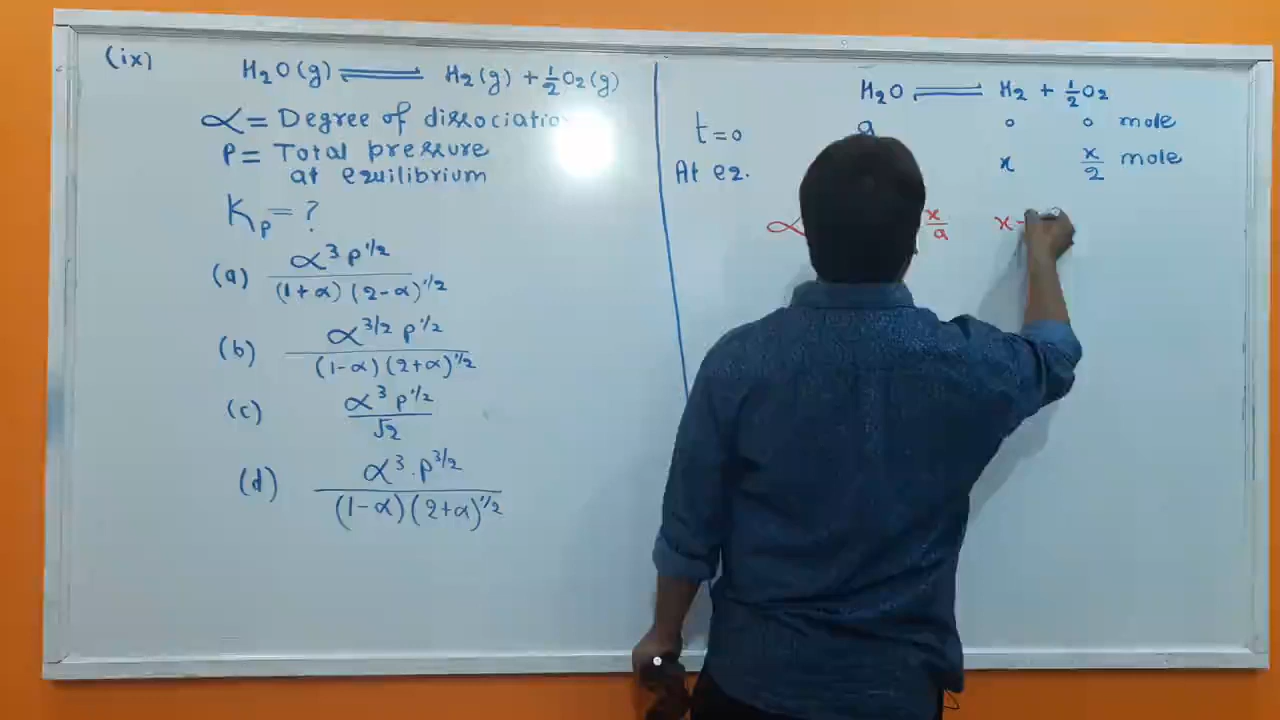 (ix)
H₂O(g) ⇌ H₂(g) + ½O₂(g)
α = Degree of dissociatio
P = Total pressure
at equilibrium
Kp = ?
(a) α³ P^1/2 / (1+α)(2-α)^1/2
(b) α^3/2 P^1/2 / (1-α)(2+α)^1/2
(c) α³ P^1/2 / √2
(d) α³ · P^3/2 / (1-α)(2+α)^1/2
H₂O ⇌ H₂ + ½O₂
t=0 a 0 0 mole
At eq. x x/2 mole
α x/a x